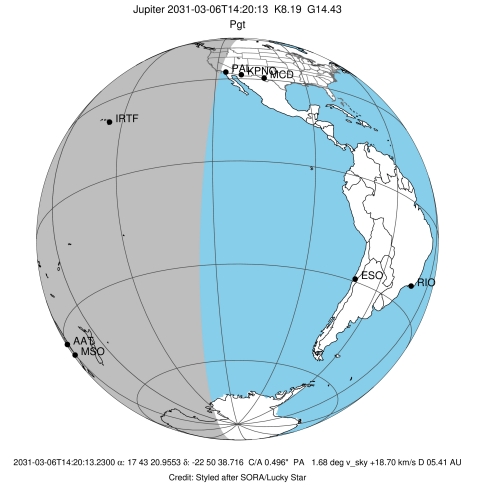 Jupiter 2031-03-06T14:20:13 K8.19 G14.43
Pgt
PAL
KPNO
MCD
IRTF
ESO
RIO
AAT
MSO
2031-03-06T14:20:13.2300 α: 17 43 20.9553 δ: -22 50 38.716 C/A 0.496" PA 1.68 deg v_sky +18.70 km/s D 05.41 AU
Credit: Styled after SORA/Lucky Star